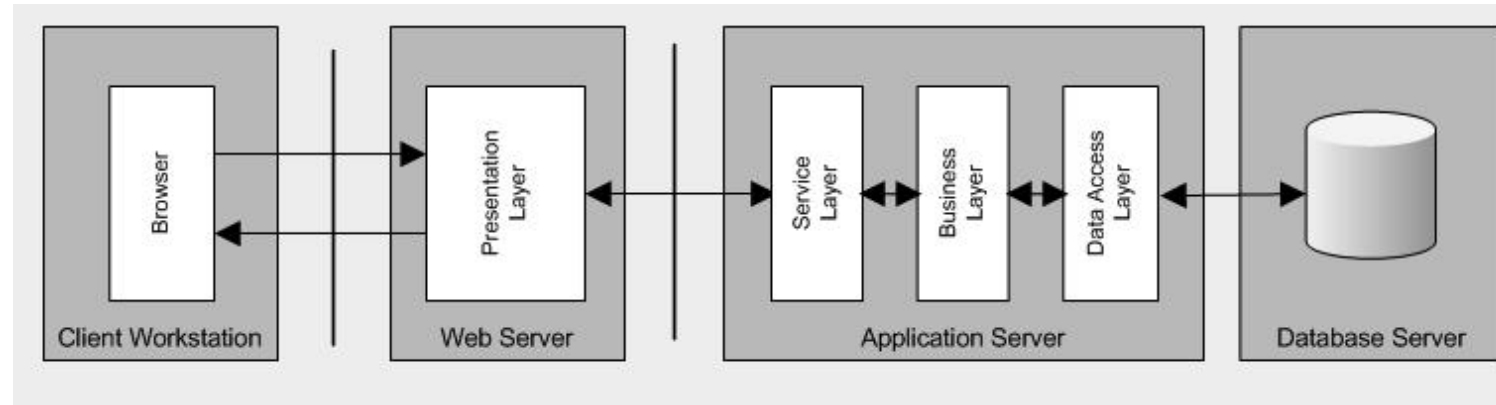 Browser
Client Workstation
Presentation
Layer
Web Server
Service
Layer
Business
Layer
Data Access
Layer
Application Server
Database Server